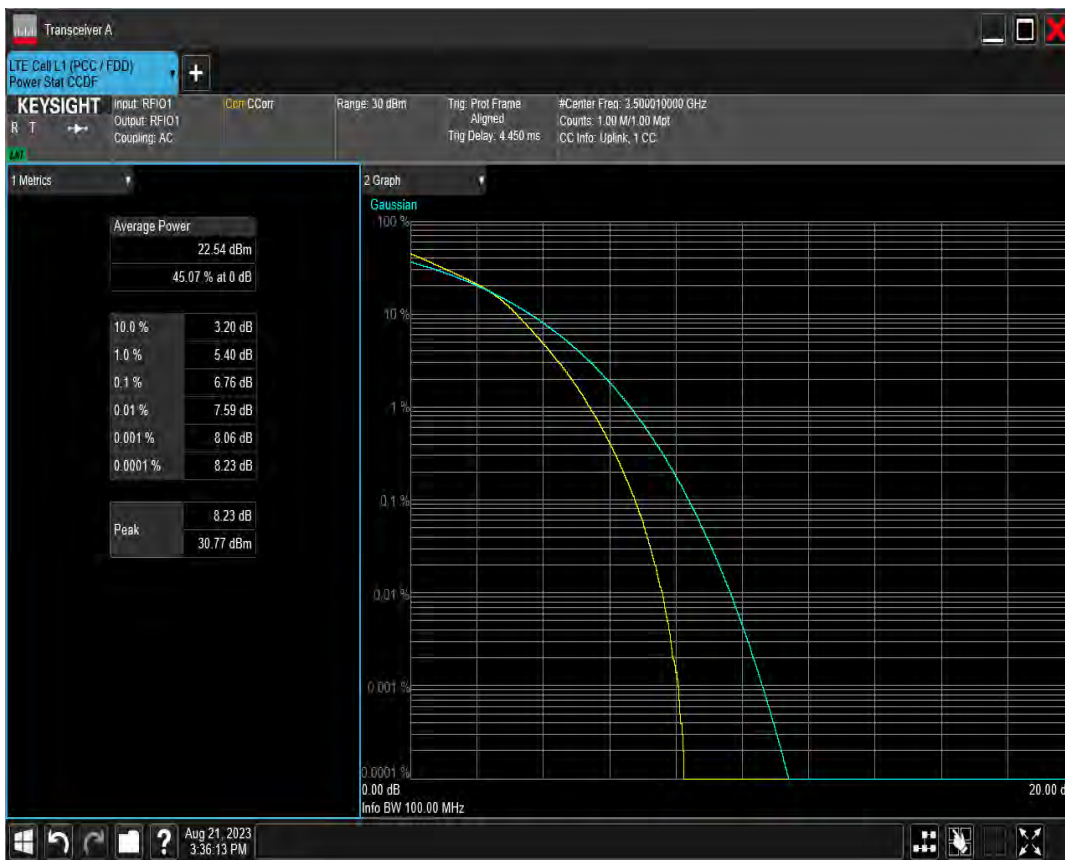 Transceiver A
LTE Cell L1 (PCC / FDD)
Power Stat CCDF
+
KEYSIGHT
R T
LNI
Input: RFIO1
Output: RFIO1
Coupling: AC
Corr CCorr
Range: 30 dBm
Trig: Prot Frame
Aligned
Trig Delay: 4.450 ms
#Center Freq: 3.500010000 GHz
Counts: 1.00 M/1.00 Mpt
CC Info: Uplink, 1 CC
1 Metrics
Average Power
22.54 dBm
45.07 % at 0 dB
10.0 % 3.20 dB
1.0 % 5.40 dB
0.1 % 6.76 dB
0.01 % 7.59 dB
0.001 % 8.06 dB
0.0001 % 8.23 dB
Peak
8.23 dB
30.77 dBm
2 Graph
Gaussian
100 %
10 %
1 %
0.1 %
0.01 %
0.001 %
0.0001 %
0.00 dB
20.00 d
Info BW 100.00 MHz
?
Aug 21, 2023
3:36:13 PM